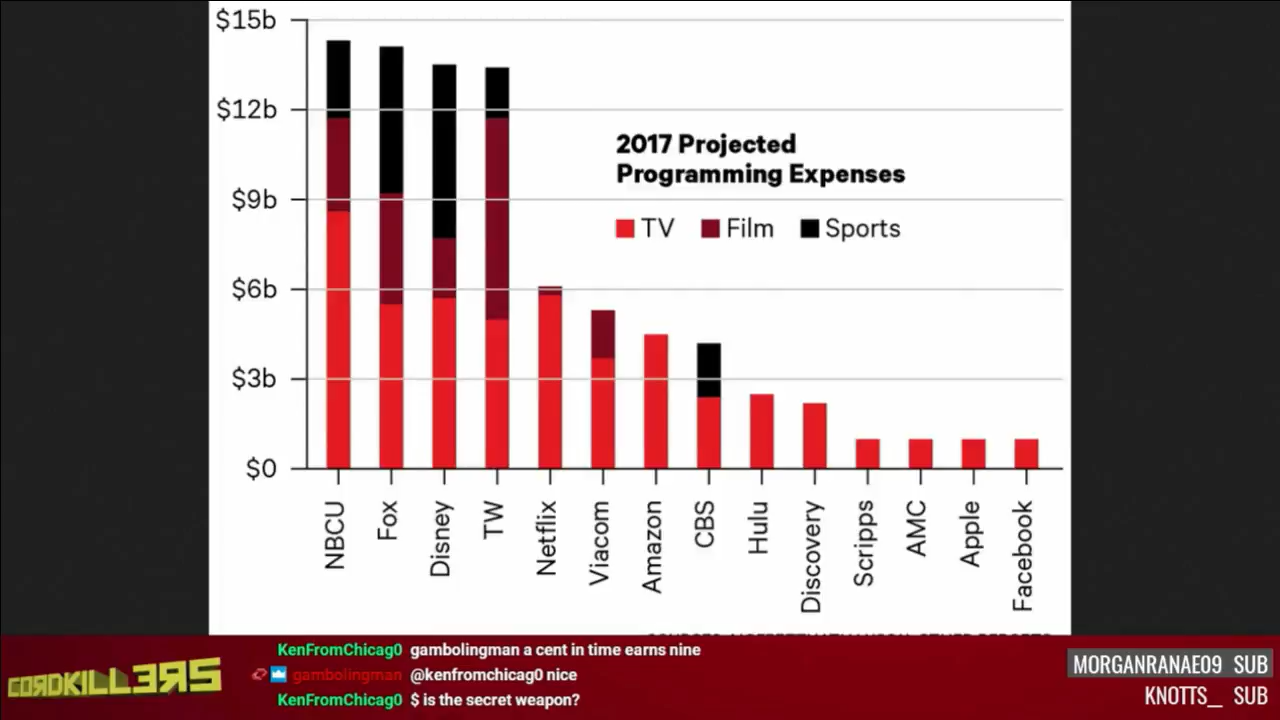 $15b
$12b
$9b
$6b
$3b
$0
2017 Projected
Programming Expenses
TV Film Sports
NBCU
Fox
Disney
TW
Netflix
Viacom
Amazon
CBS
Hulu
Discovery
Scripps
AMC
Apple
Facebook
CORDKILLERS
KenFromChicag0 gambolingman a cent in time earns nine
gambolingman @kenfromchicag0 nice
KenFromChicag0 $ is the secret weapon?
MORGANRANAE09 SUB
KNOTTS_ SUB